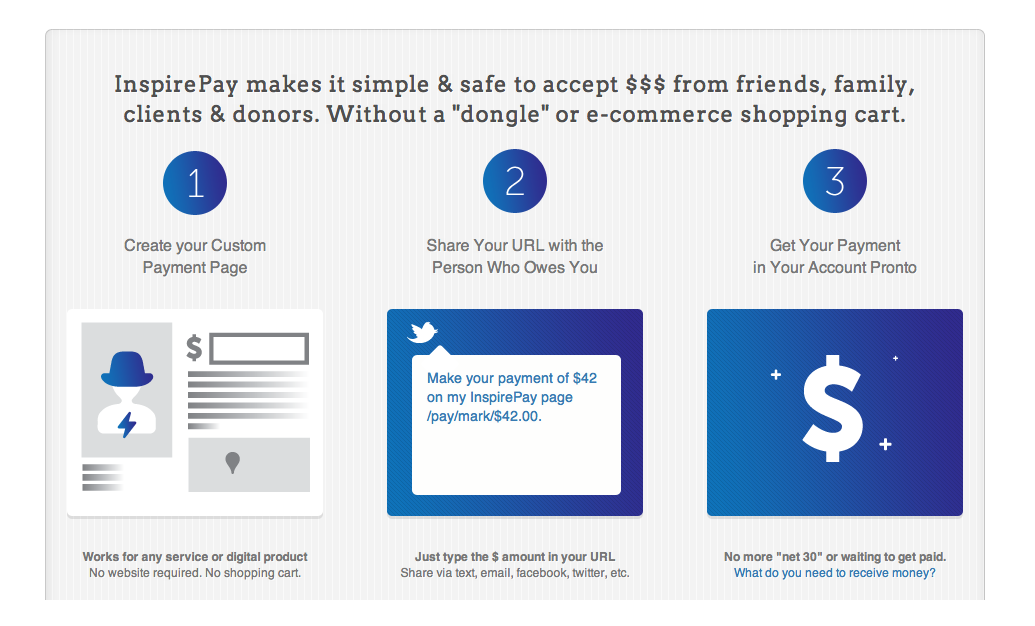 InspirePay makes it simple & safe to accept $$$ from friends, family,
clients & donors. Without a "dongle" or e-commerce shopping cart.
1
Create your Custom
Payment Page
$
Works for any service or digital product
No website required. No shopping cart.
2
Share Your URL with the
Person Who Owes You
Make your payment of $42
on my InspirePay page
/pay/mark/$42.00.
Just type the $ amount in your URL
Share via text, email, facebook, twitter, etc.
3
Get Your Payment
in Your Account Pronto
$
No more "net 30" or waiting to get paid.
What do you need to receive money?